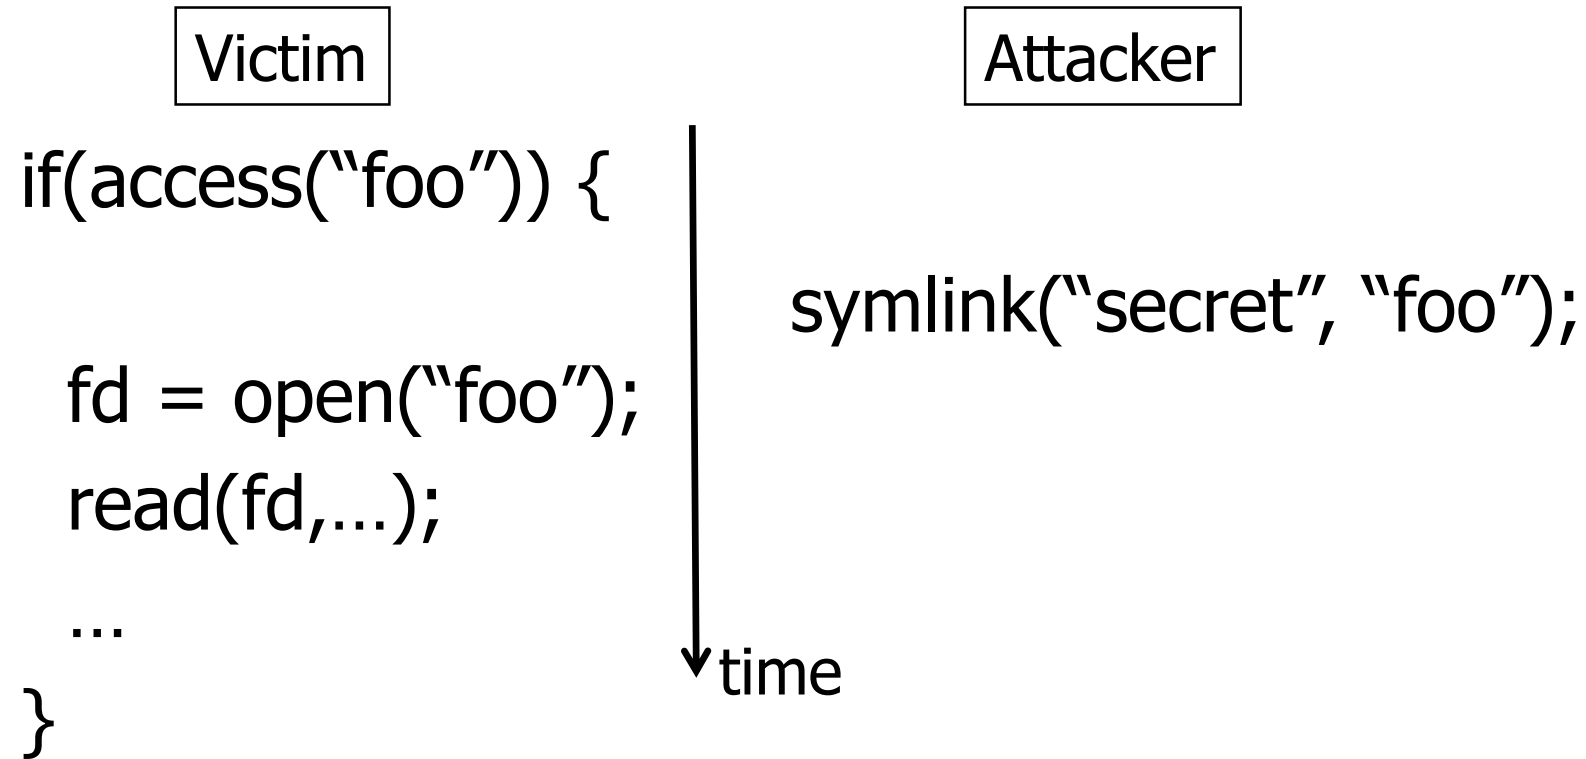 Victim
Attacker
if(access(“foo”)) {
symlink(“secret”, “foo”);
fd = open(“foo”);
read(fd,…);
…
time
}